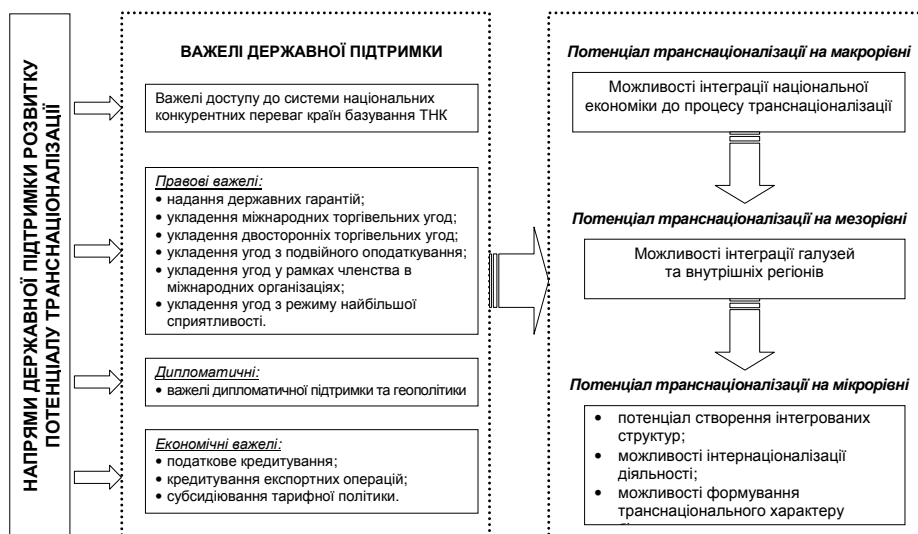 НАПРЯМИ ДЕРЖАВНОЇ ПІДТРИМКИ РОЗВИТКУ
ПОТЕНЦІАЛУ ТРАНСНАЦІОНАЛІЗАЦІЇ
ВАЖЕЛІ ДЕРЖАВНОЇ ПІДТРИМКИ
Важелі доступу до системи національних
конкурентних переваг країн базування ТНК
Правові важелі:
• надання державних гарантій;
• укладення міжнародних торгівельних угод;
• укладення двосторонніх торгівельних угод;
• укладення угод з подвійного оподаткування;
• укладення угод у рамках членства в
міжнародних організаціях;
• укладення угод з режиму найбільшої
сприятливості.
Дипломатичні:
• важелі дипломатичної підтримки та геополітики
Економічні важелі:
• податкове кредитування;
• кредитування експортних операцій;
• субсидіювання тарифної політики.
Потенціал транснаціоналізації на макрорівні
Можливості інтеграції національної
економіки до процесу транснаціоналізації
Потенціал транснаціоналізації на мезорівні
Можливості інтеграції галузей
та внутрішніх регіонів
Потенціал транснаціоналізації на мікрорівні
• потенціал створення інтегрованих
структур;
• можливості інтернаціоналізації
діяльності;
• можливості формування
транснаціонального характеру